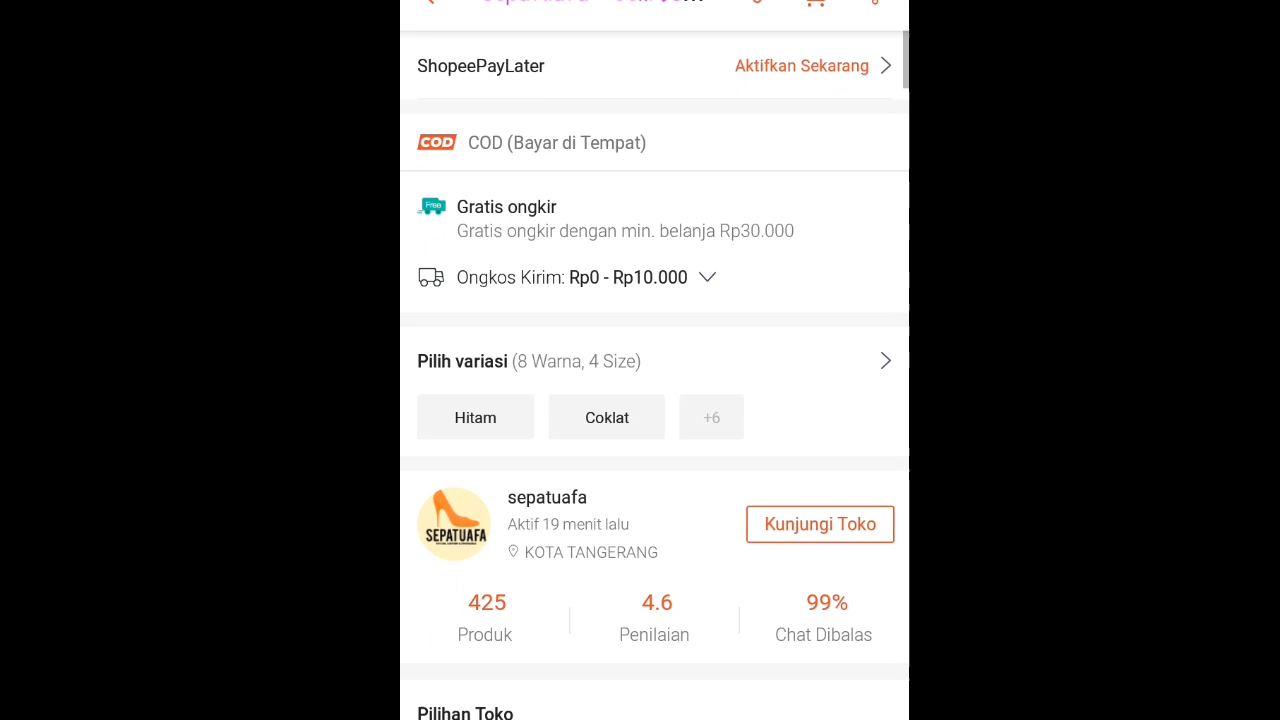 ShopeePayLater
Aktifkan Sekarang
COD
COD (Bayar di Tempat)
Free
Gratis ongkir
Gratis ongkir dengan min. belanja Rp30.000
Ongkos Kirim: Rp0 - Rp10.000
Pilih variasi (8 Warna, 4 Size)
Hitam
Coklat
+6
SEPATUAFA
sepatuafa
Aktif 19 menit lalu
KOTA TANGERANG
Kunjungi Toko
425
Produk
4.6
Penilaian
99%
Chat Dibalas
Pilihan Toko